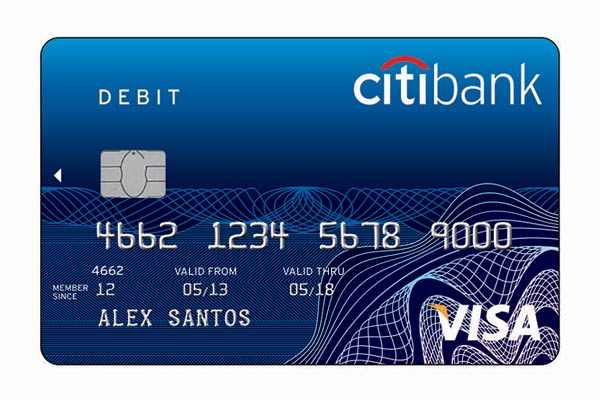 DEBIT
citibank
4662 1234 5678 9000
4662 VALID FROM VALID THRU
MEMBER SINCE 12 05/13 05/18
ALEX SANTOS
VISA